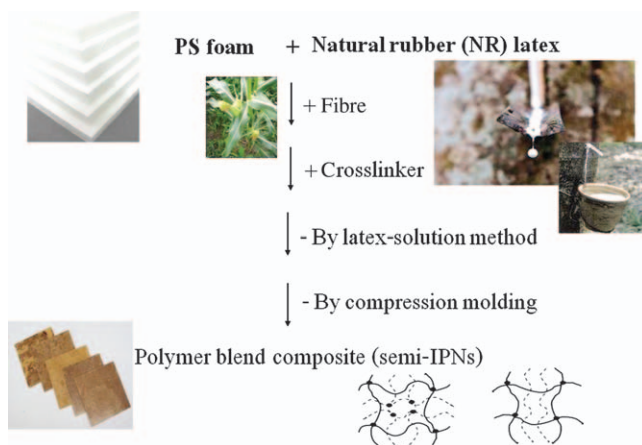 PS foam + Natural rubber (NR) latex
+ Fibre
+ Crosslinker
- By latex-solution method
- By compression molding
Polymer blend composite (semi-IPNs)